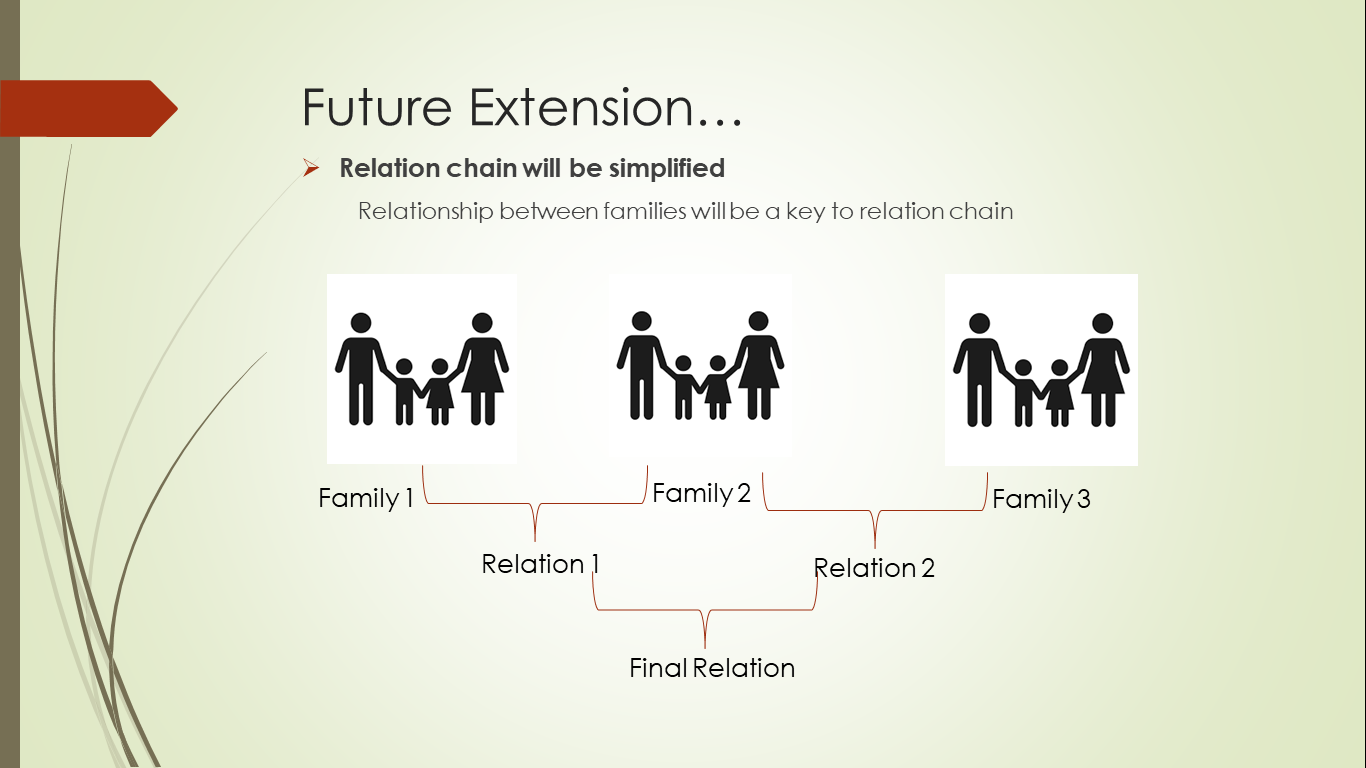 Future Extension...
Relation chain will be simplified
Relationship between families will be a key to relation chain
Family 1
Family 2
Family 3
Relation 1
Relation 2
Final Relation